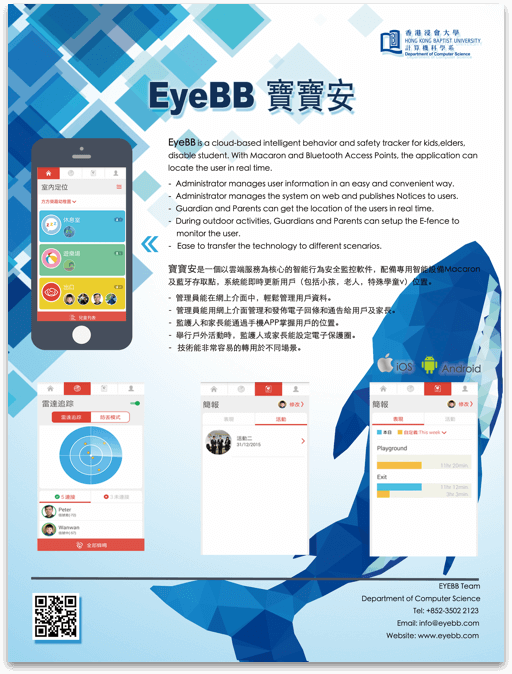 香港浸會大學
HONG KONG BAPTIST UNIVERSITY
計算機科學系
Department of Computer Science
EyeBB 寶寶安
EyeBB is a cloud-based intelligent behavior and safety tracker for kids,elders,
disable student. With Macaron and Bluetooth Access Points, the application can
locate the user in real time.
- Administrator manages user information in an easy and convenient way.
- Administrator manages the system on web and publishes Notices to users.
- Guardian and Parents can get the location of the users in real time.
- During outdoor activities, Guardians and Parents can setup the E-fence to
monitor the user.
- Ease to transfer the technology to different scenarios.
寶寶安是一個以雲端服務為核心的智能行為安全監控軟件，配備專用智能設備Macaron
及藍牙存取點，系統能即時更新用戶（包括小孩，老人，特殊學童v）位置。
- 管理員能在網上介面中，輕鬆管理用戶資料。
- 管理員能用網上介面管理和發佈電子回條和通告給用戶及家長。
- 監護人和家長能通過手機APP掌握用戶的位置。
- 舉行戶外活動時，監護人或家長能設定電子保護圈。
- 技術能非常容易的轉用於不同場景。
室內定位
休息室
遊戲園
出口
兒童列表
iOS
Android
雷達追踪
雷達追踪
防丟模式
Peter
Wanwan
全部時轉
簡報
修改
活動
活動二
31/12/2015
簡報
修改
表現
活動
本日
自定義 This week
Playground
11hr 20min
Exit
11hr 12min
2hr 3min
EYEBB Team
Department of Computer Science
Tel: +852-3502 2123
Email: info@eyebb.com
Website: www.eyebb.com